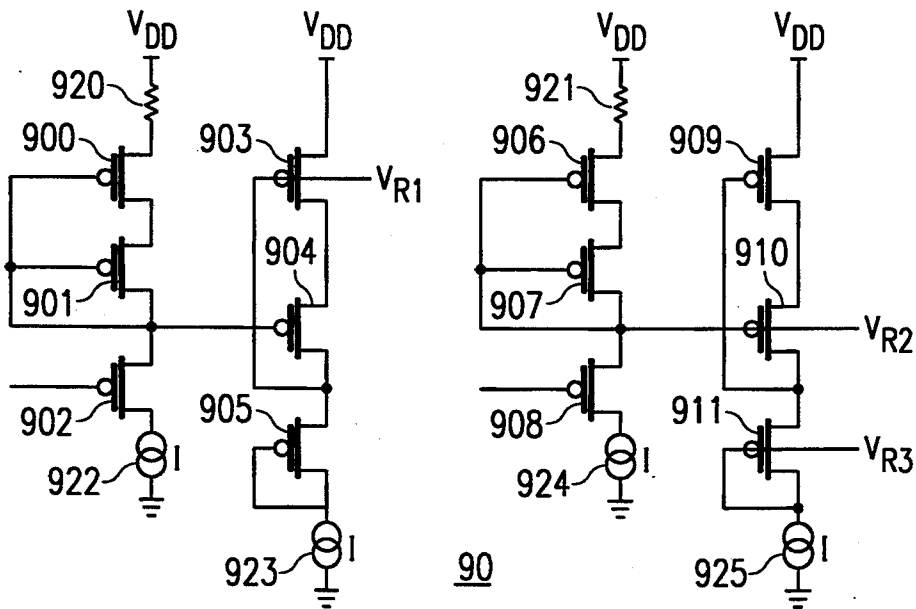 V_DD V_DD V_DD V_DD
920 921
900 903 906 909
V_R1
904 910
901 907
V_R2
902 905 908 911
V_R3
922 I 924 I
923 I 90 925 I